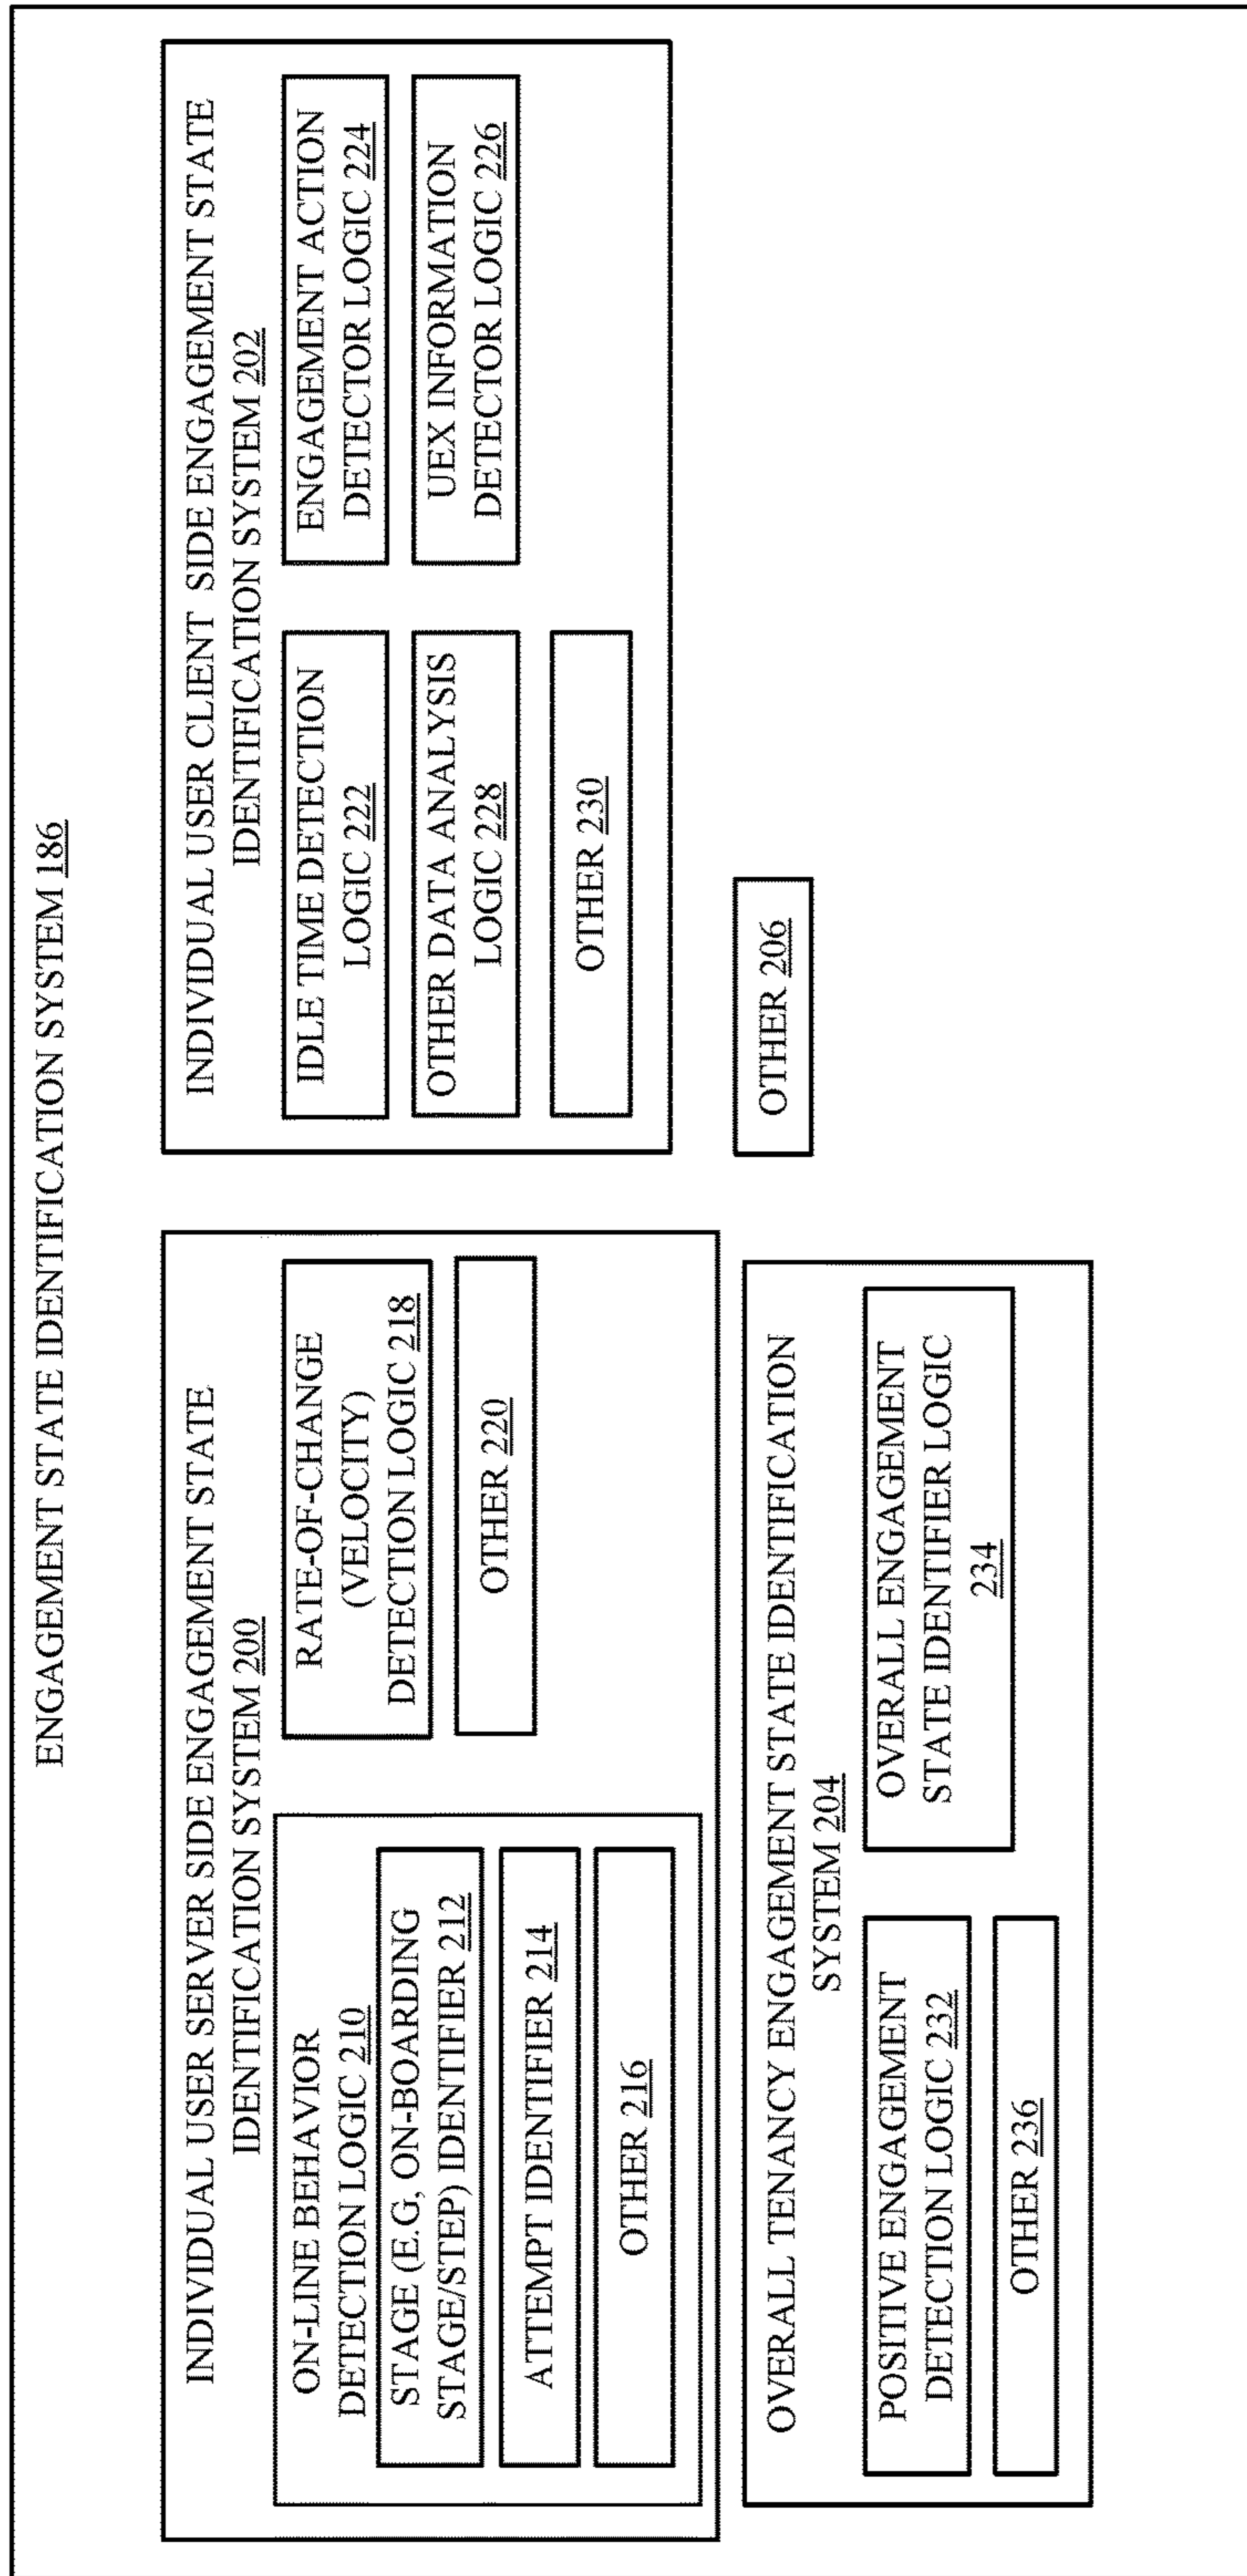 ENGAGEMENT STATE IDENTIFICATION SYSTEM 186
INDIVIDUAL USER SERVER SIDE ENGAGEMENT STATE
IDENTIFICATION SYSTEM 200
ON-LINE BEHAVIOR
DETECTION LOGIC 210
STAGE (E.G, ON-BOARDING
STAGE/STEP) IDENTIFIER 212
ATTEMPT IDENTIFIER 214
OTHER 216
RATE-OF-CHANGE
(VELOCITY)
DETECTION LOGIC 218
OTHER 220
INDIVIDUAL USER CLIENT SIDE ENGAGEMENT STATE
IDENTIFICATION SYSTEM 202
IDLE TIME DETECTION
LOGIC 222
ENGAGEMENT ACTION
DETECTOR LOGIC 224
OTHER DATA ANALYSIS
LOGIC 228
UEX INFORMATION
DETECTOR LOGIC 226
OTHER 230
OVERALL TENANCY ENGAGEMENT STATE IDENTIFICATION
SYSTEM 204
POSITIVE ENGAGEMENT
DETECTION LOGIC 232
OVERALL ENGAGEMENT
STATE IDENTIFIER LOGIC
234
OTHER 236
OTHER 206